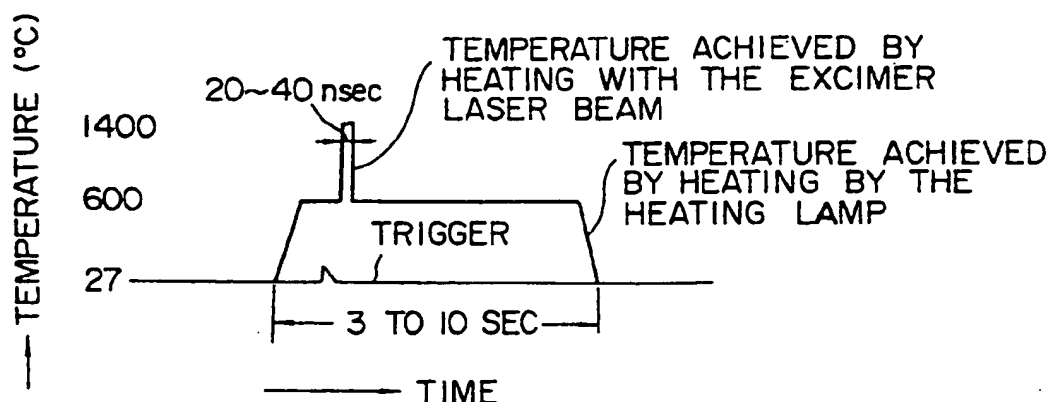 TEMPERATURE (°C)
TEMPERATURE ACHIEVED BY
HEATING WITH THE EXCIMER
LASER BEAM
20~40 nsec
1400
TEMPERATURE ACHIEVED
BY HEATING BY THE
HEATING LAMP
600
TRIGGER
27
3 TO 10 SEC
TIME